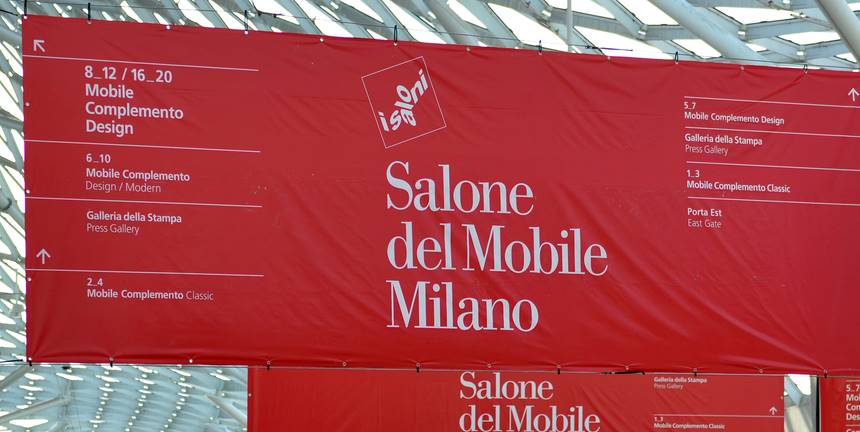 8_12 / 16_20
Mobile
Complemento
Design
6_10
Mobile Complemento
Design / Modern
Galleria della Stampa
Press Gallery
2_4
Mobile Complemento Classic
i saloni
Salone
del Mobile
Milano
5_7
Mobile Complemento Design
Galleria della Stampa
Press Gallery
1_3
Mobile Complemento Classic
Porta Est
East Gate
Salone
del Mobile
Galleria della Stampa
Press Gallery
1_3
Mobile Complemento Classic
5_7